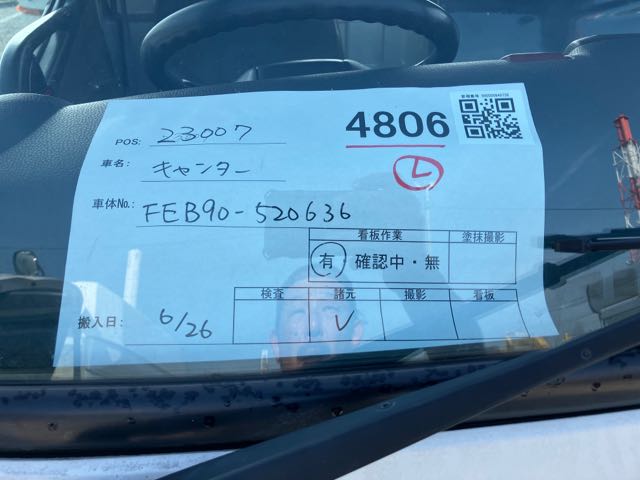 POS: 23007
4806
車名: キャンター
L
車体No.: FEB90-520636
看板作業 塗抹撮影
有 確認中・無
検査 諸元 撮影 看板
搬入日: 6/26 V